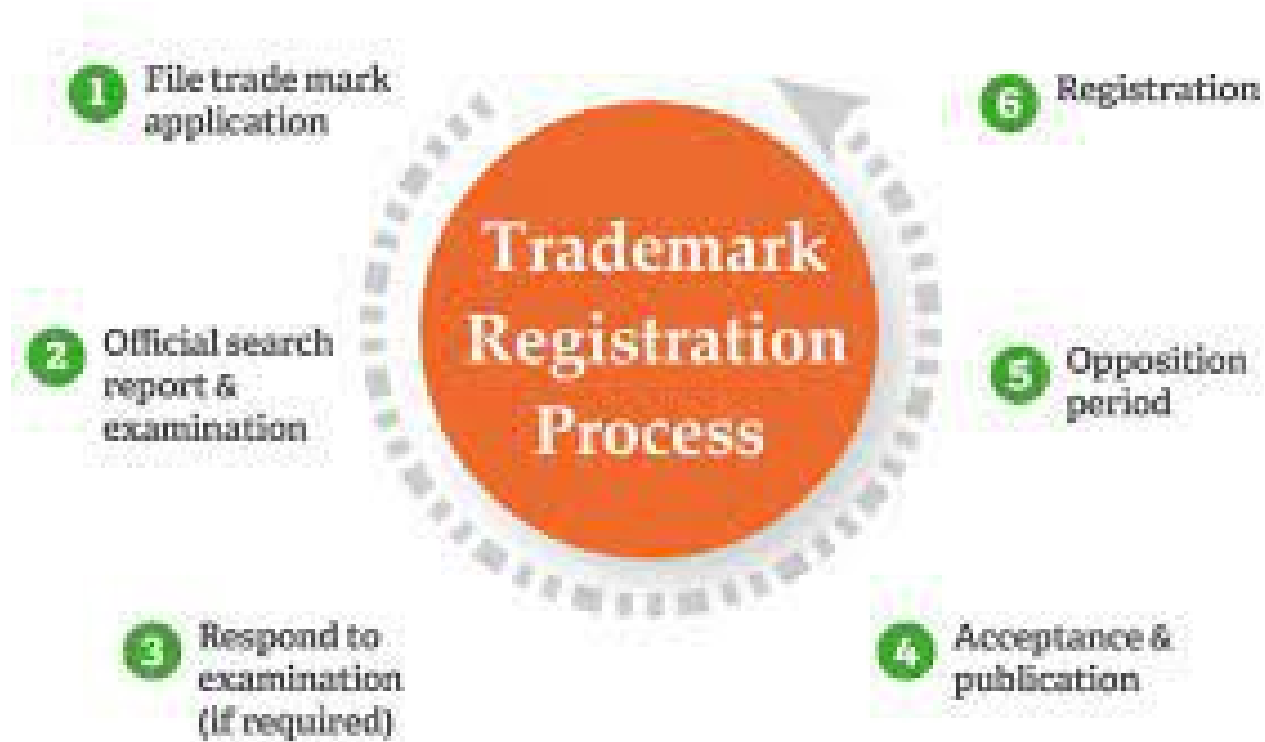 1 File trade mark
application
2 Official search
report &
examination
3 Respond to
examination
(if required)
4 Acceptance &
publication
5 Opposition
period
6 Registration
Trademark
Registration
Process